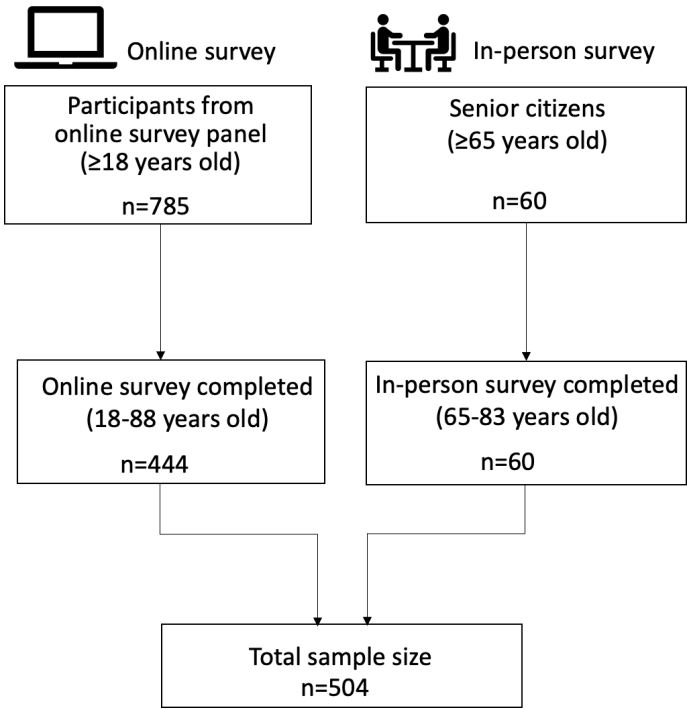 Online survey
Participants from
online survey panel
(≥18 years old)
n=785
Online survey completed
(18-88 years old)
n=444
In-person survey
Senior citizens
(≥65 years old)
n=60
In-person survey completed
(65-83 years old)
n=60
Total sample size
n=504